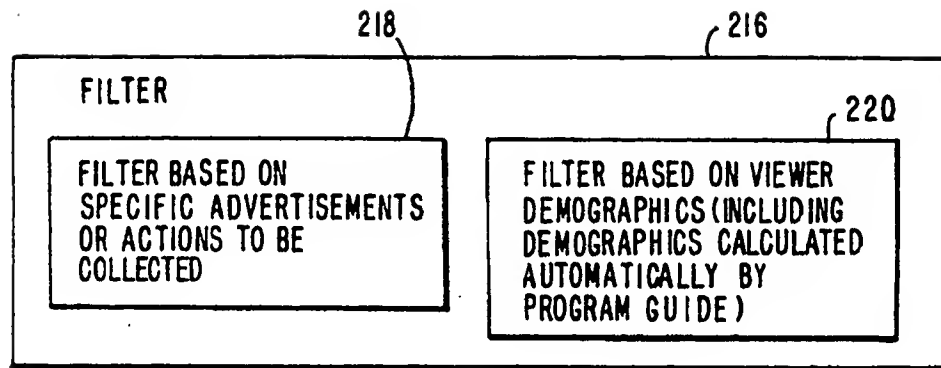 218
216
FILTER
220
FILTER BASED ON
SPECIFIC ADVERTISEMENTS
OR ACTIONS TO BE
COLLECTED
FILTER BASED ON VIEWER
DEMOGRAPHICS (INCLUDING
DEMOGRAPHICS CALCULATED
AUTOMATICALLY BY
PROGRAM GUIDE)